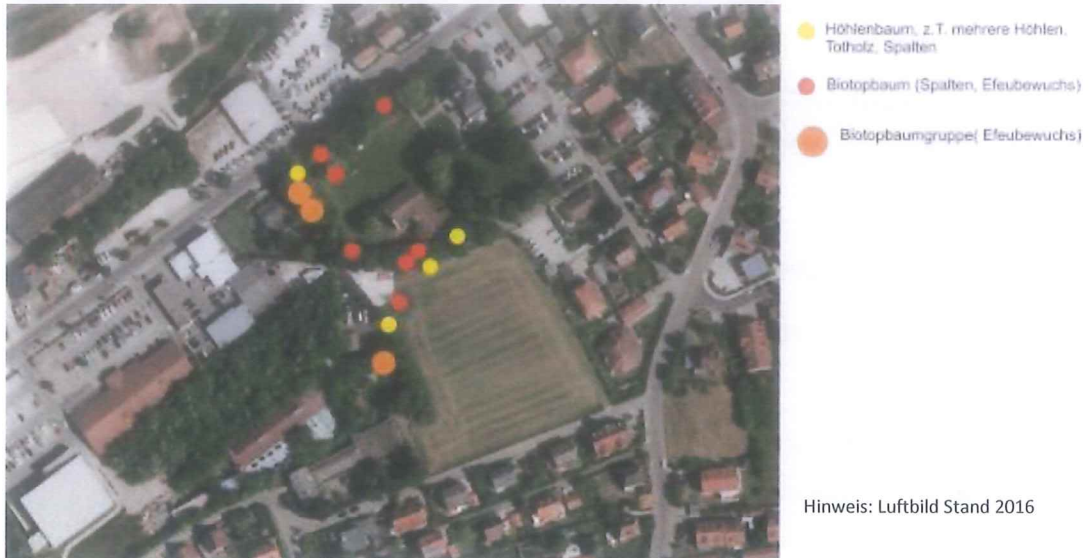 Höhlenbaum, z.T. mehrere Höhlen,
Totholz, Spalten
Biotopbaum (Spalten, Efeubewuchs)
Biotopbaumgruppe( Efeubewuchs)
Hinweis: Luftbild Stand 2016